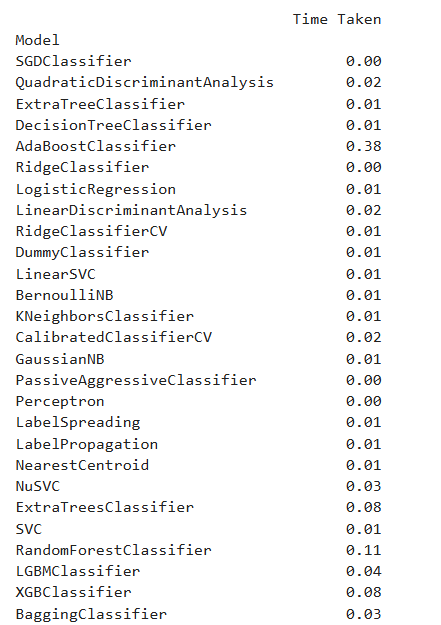 Time Taken
Model
SGDClassifier 0.00
QuadraticDiscriminantAnalysis 0.02
ExtraTreeClassifier 0.01
DecisionTreeClassifier 0.01
AdaBoostClassifier 0.38
RidgeClassifier 0.00
LogisticRegression 0.01
LinearDiscriminantAnalysis 0.02
RidgeClassifierCV 0.01
DummyClassifier 0.01
LinearSVC 0.01
BernoulliNB 0.01
KNeighborsClassifier 0.01
CalibratedClassifierCV 0.02
GaussianNB 0.01
PassiveAggressiveClassifier 0.00
Perceptron 0.00
LabelSpreading 0.01
LabelPropagation 0.01
NearestCentroid 0.01
NuSVC 0.03
ExtraTreesClassifier 0.08
SVC 0.01
RandomForestClassifier 0.11
LGBMClassifier 0.04
XGBClassifier 0.08
BaggingClassifier 0.03